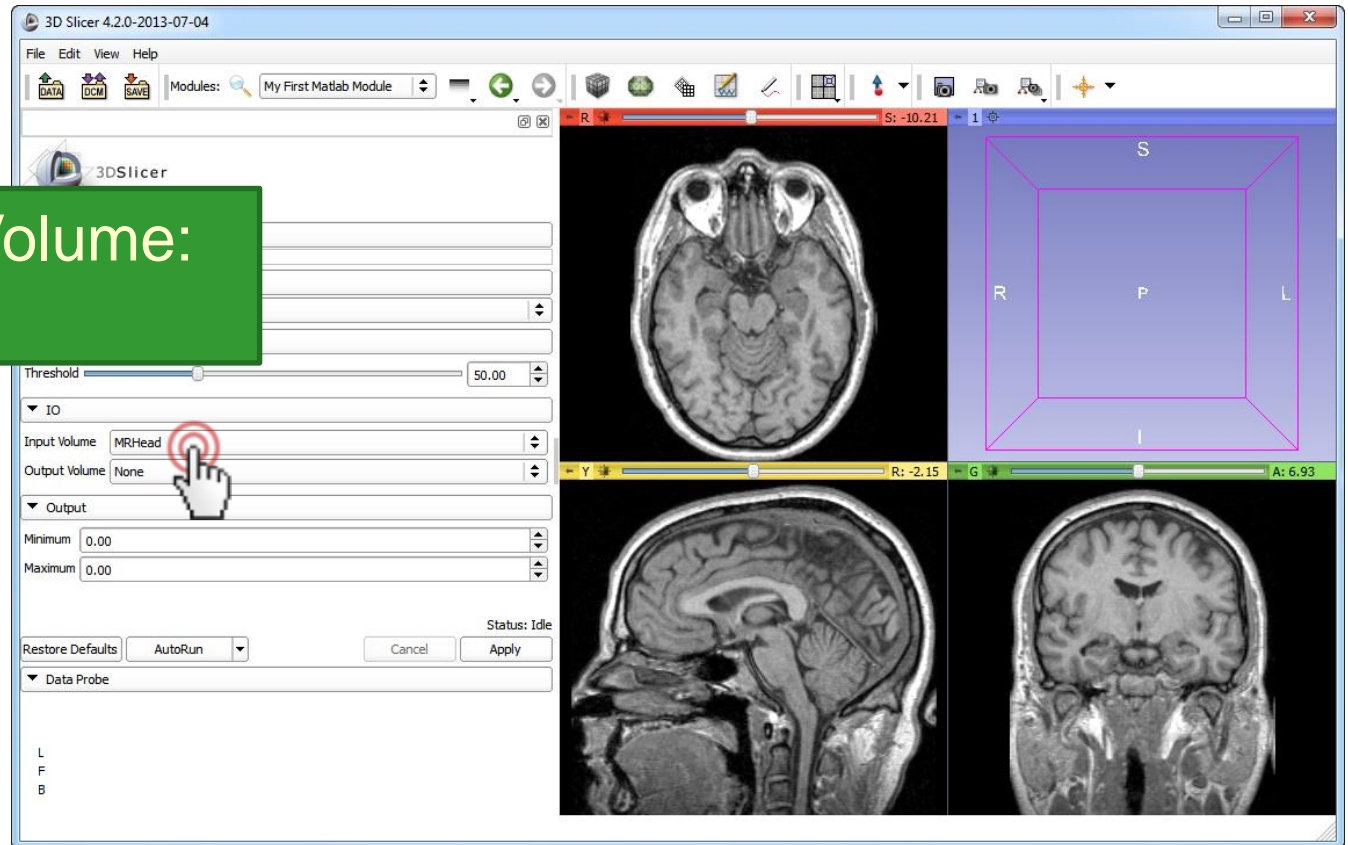 3D Slicer 4.2.0-2013-07-04
File Edit View Help
DATA DCM SAVE Modules: My First Matlab Module
R S: -10.21 1
3DSlicer
olume:
S
R P L
I
Threshold 50.00
IO
Input Volume MRHead
Output Volume None
Y R: -2.15 G A: 6.93
Output
Minimum 0.00
Maximum 0.00
Status: Idle
Restore Defaults AutoRun Cancel Apply
Data Probe
L
F
B